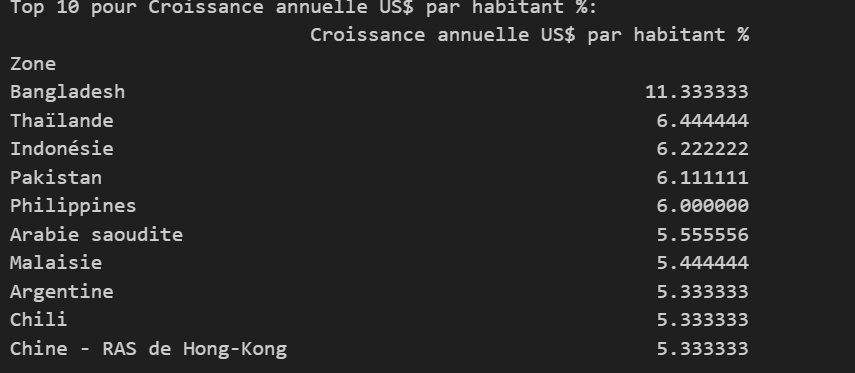 Top 10 pour Croissance annuelle US$ par habitant %:
Croissance annuelle US$ par habitant %
Zone
Bangladesh 11.333333
Thaïlande 6.444444
Indonésie 6.222222
Pakistan 6.111111
Philippines 6.000000
Arabie saoudite 5.555556
Malaisie 5.444444
Argentine 5.333333
Chili 5.333333
Chine - RAS de Hong-Kong 5.333333